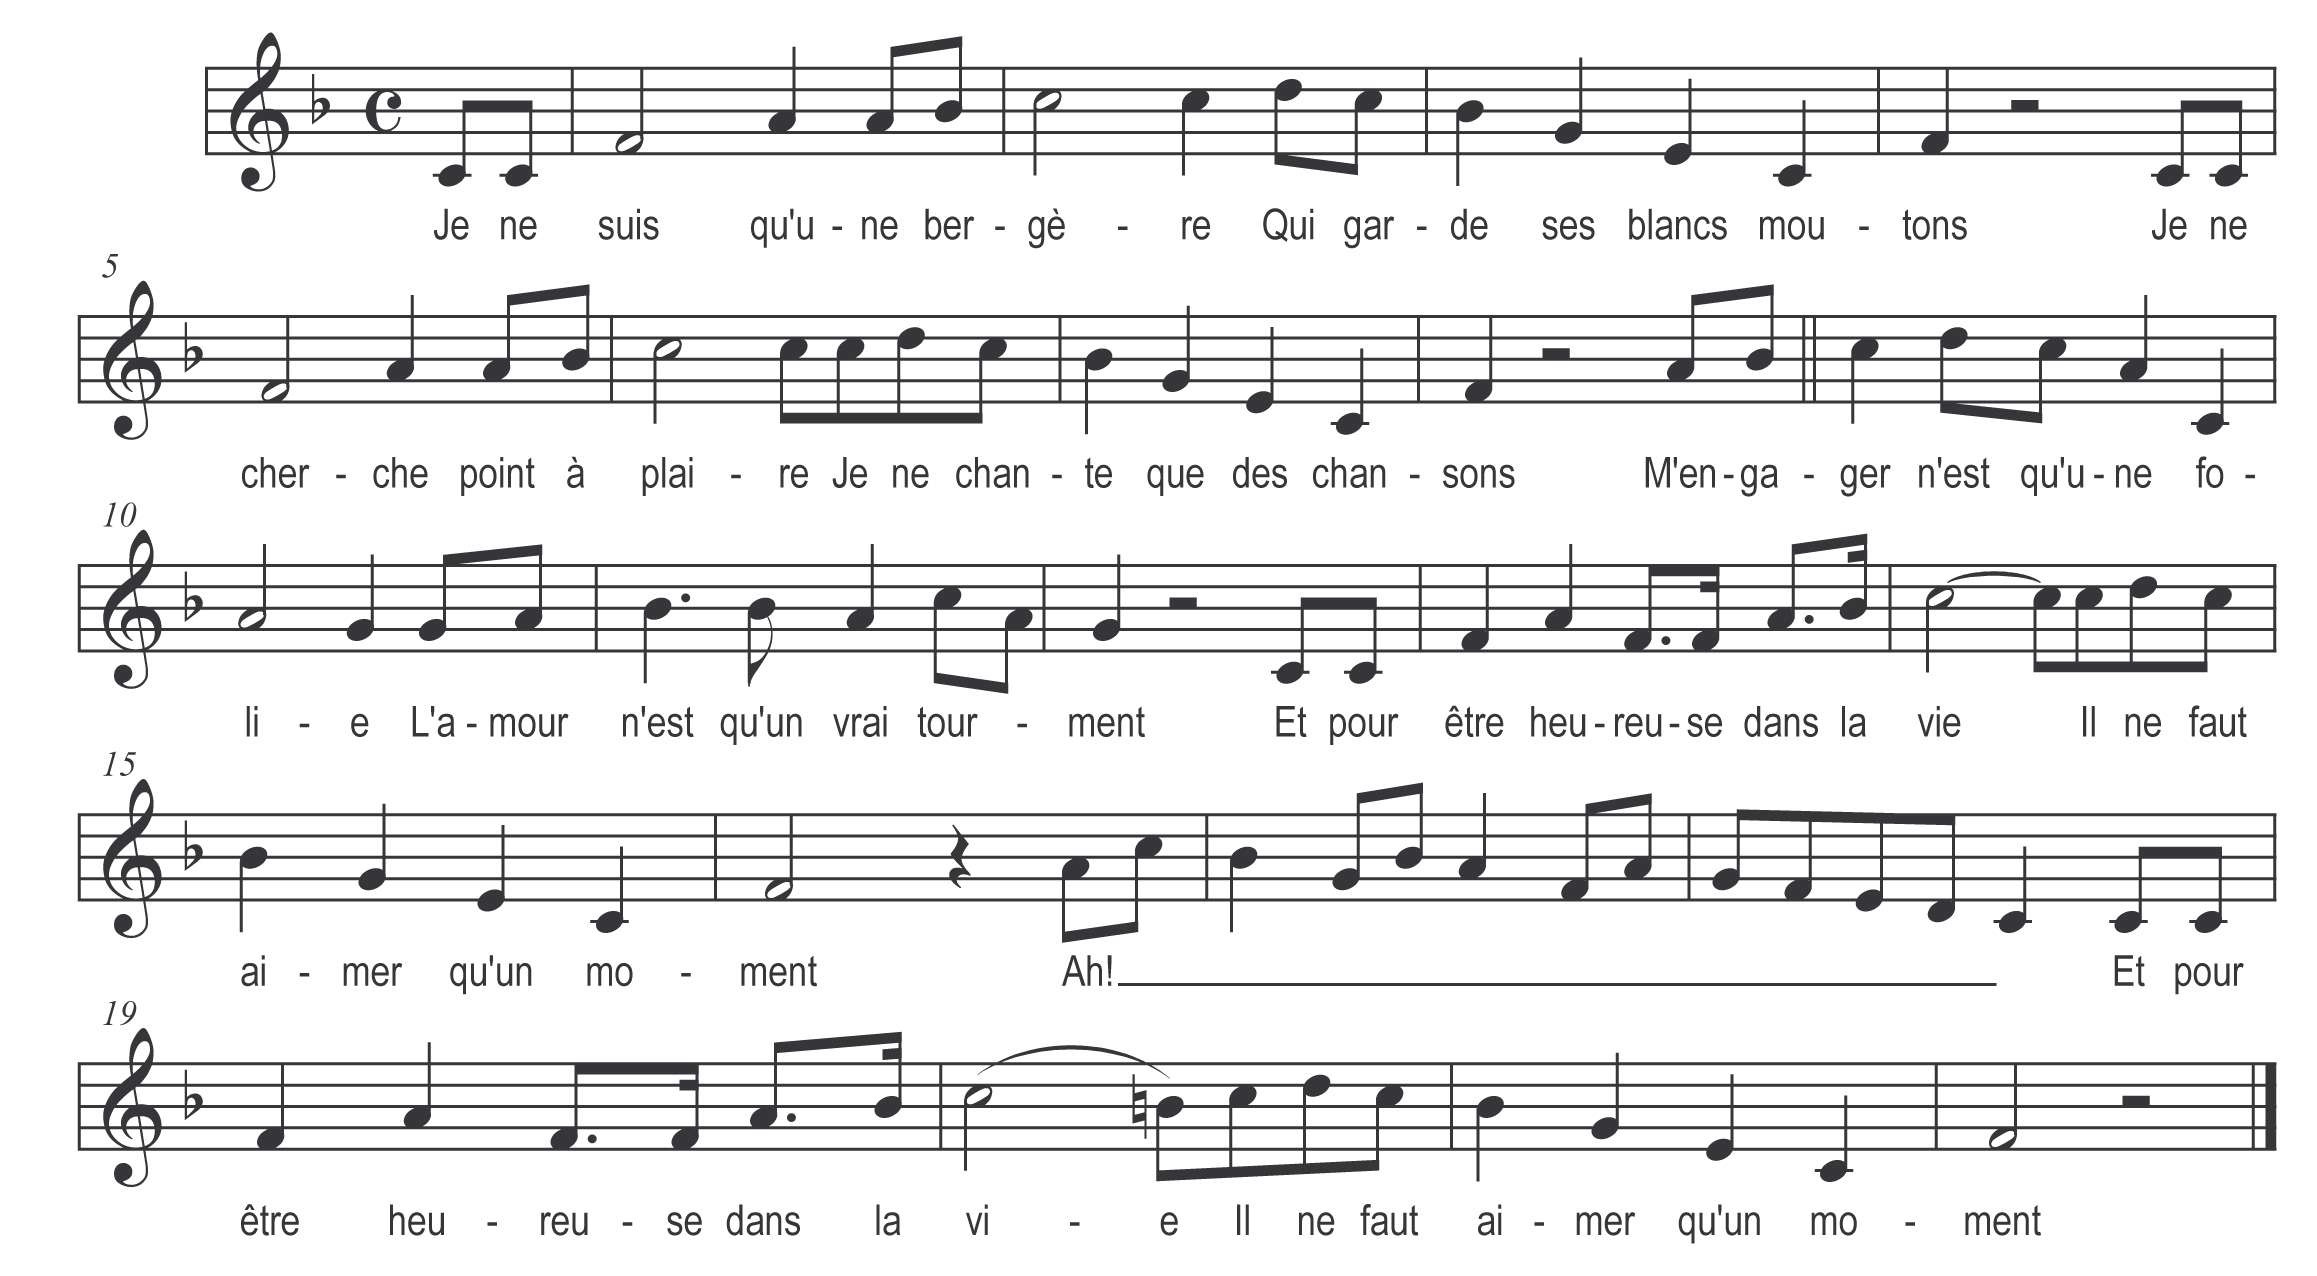 Je ne suis qu'u - ne ber - gè - re Qui gar - de ses blancs mou - tons Je ne
5
cher - che point à plai - re Je ne chan - te que des chan - sons M'en - ga - ger n'est qu'u - ne fo -
10
li - e L'a - mour n'est qu'un vrai tour - ment Et pour être heu - reu - se dans la vie Il ne faut
15
ai - mer qu'un mo - ment Ah! Et pour
19
être heu - reu - se dans la vi - e Il ne faut ai - mer qu'un mo - ment